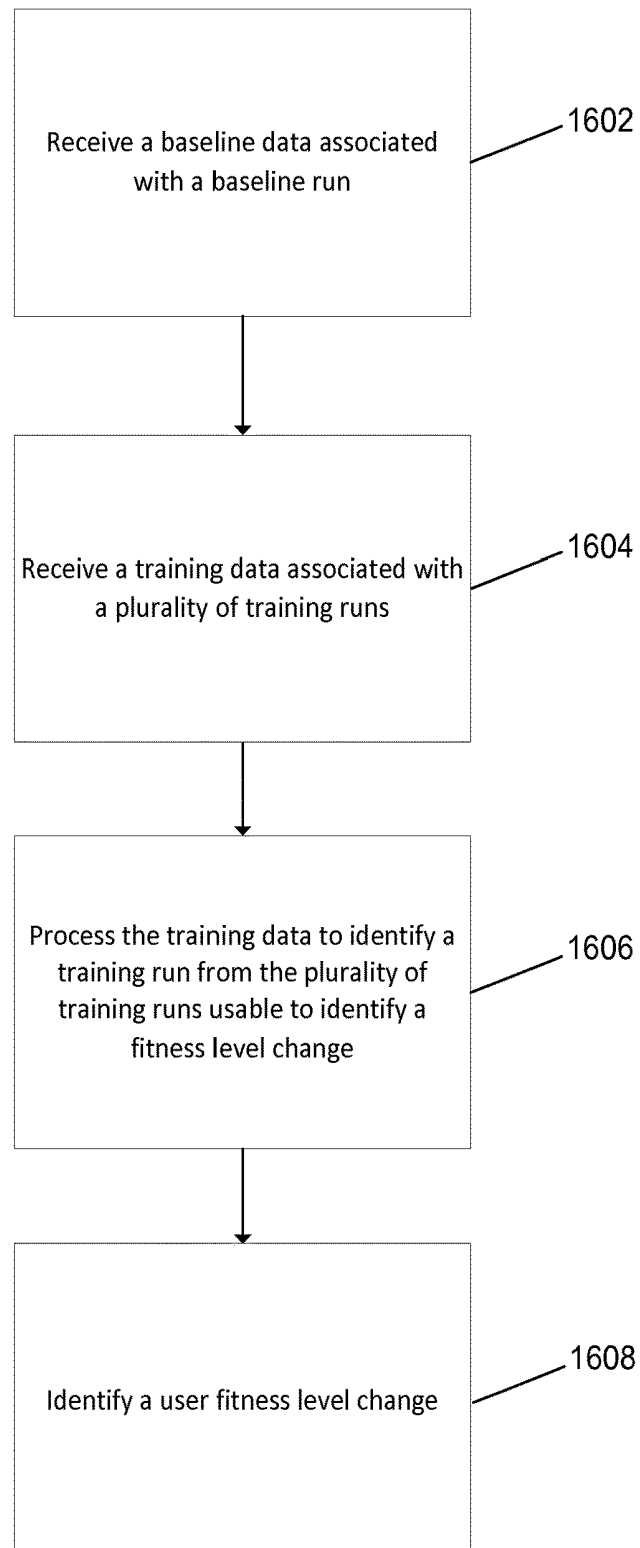 Receive a baseline data associated
with a baseline run
1602
Receive a training data associated with
a plurality of training runs
1604
Process the training data to identify a
training run from the plurality of
training runs usable to identify a
fitness level change
1606
Identify a user fitness level change
1608